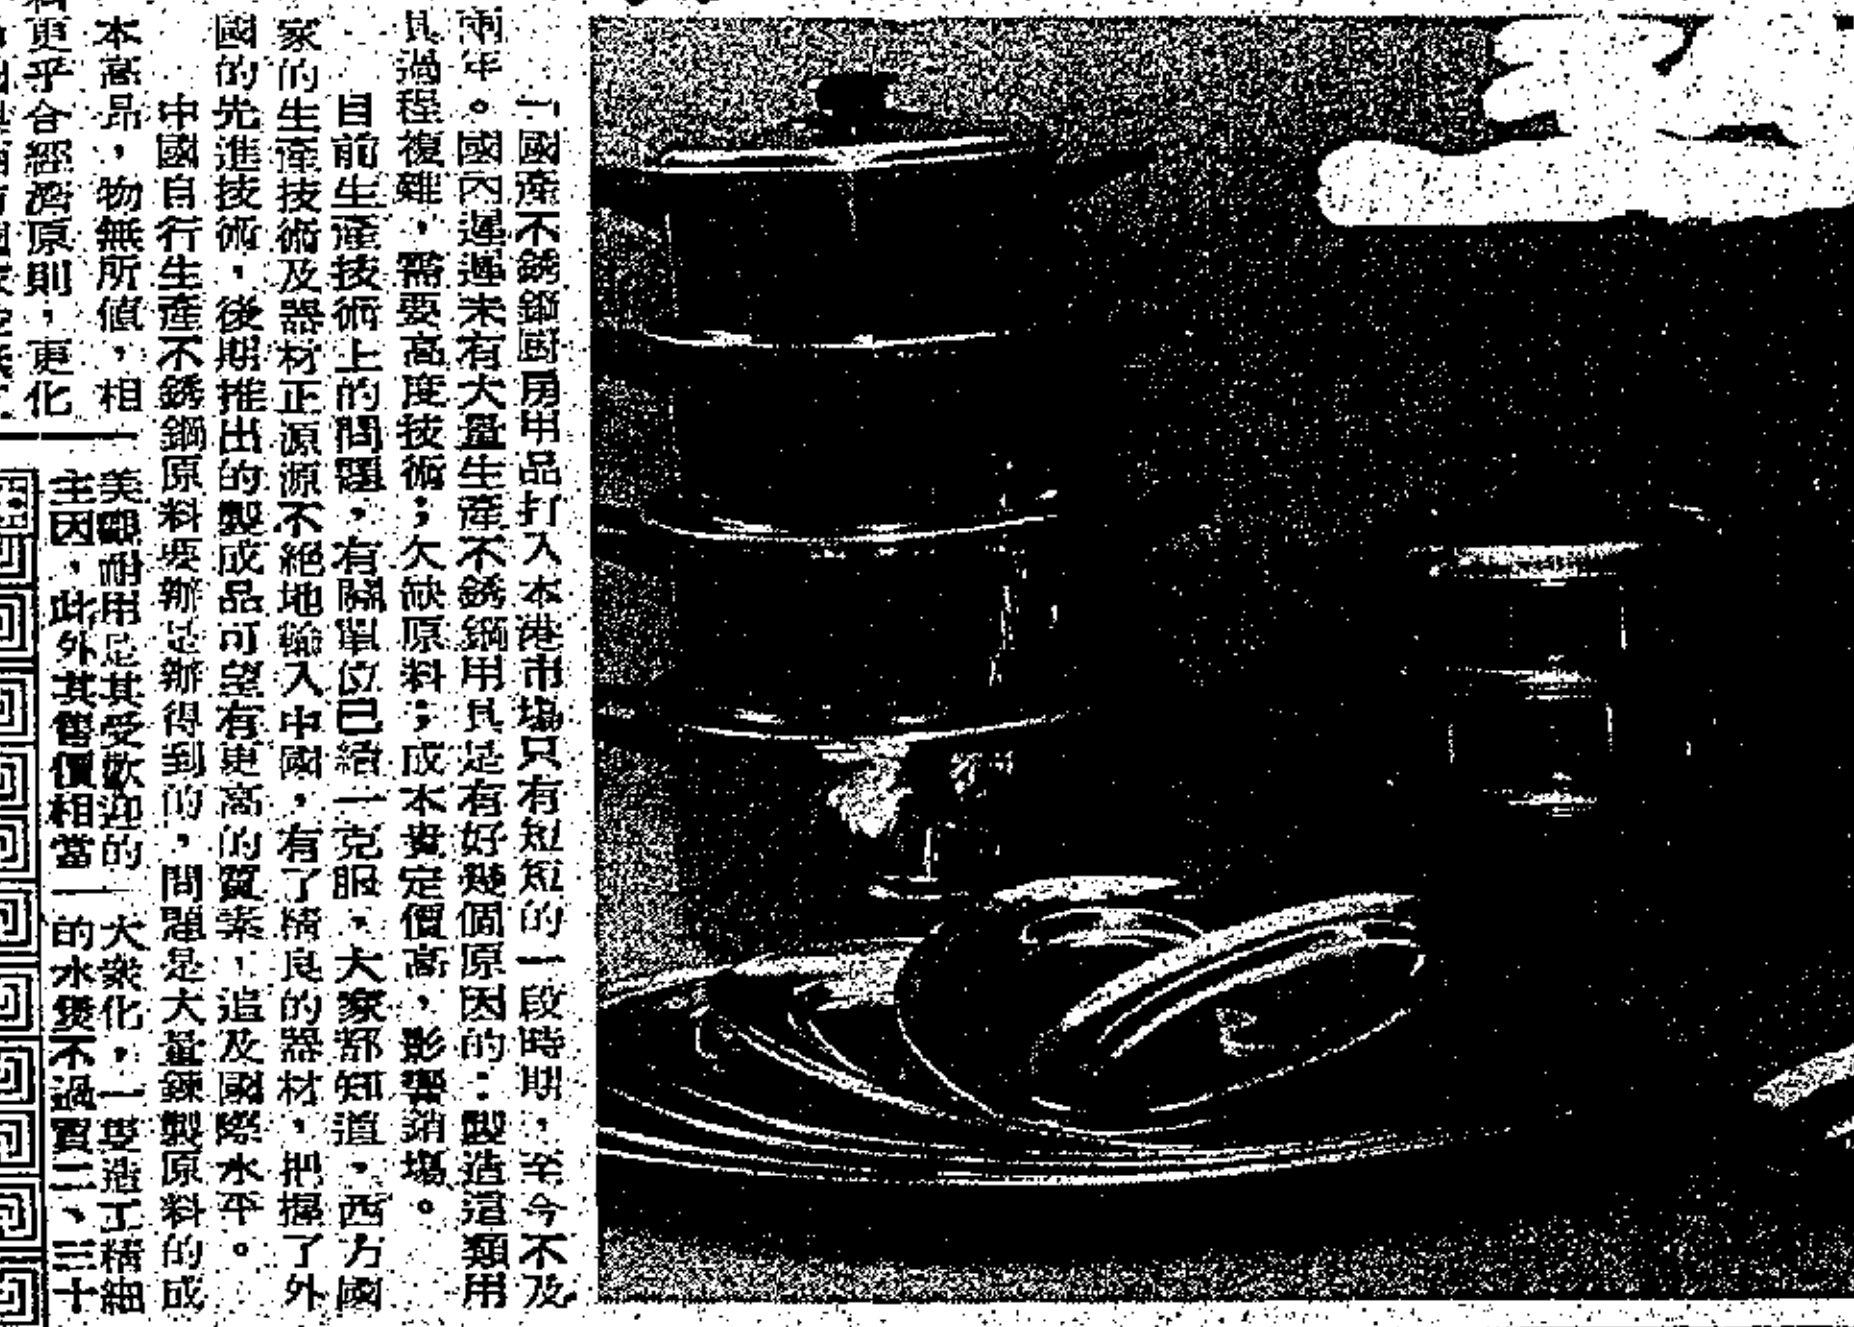 「國產不銹鋼廚房用品打入本港市場只有短短的一段時期，至今不及
兩年。國內遲遲未有大量生產不銹鋼用具是有好幾個原因的：製造這類用
具過程複雜，需要高度技術；欠缺原料；成本貴定價高，影響銷場。
目前生產技術上的問題，有關單位已給一克服，大家都知道，西方國
家的生產技術及器材正源源不絕地輸入中國，有了精良的器材，把握了外
國的先進技術，後期推出的製成品可望有更高的質素，追及國際水平。
中國自行生產不銹鋼原料要辦是辦得到的，問題是大量鍊製原料的成
本高昂，物無所值，相
更乎合經濟原則，更化
美觀耐用是其受歡迎的
主因，此外其售價相當
大衆化，一隻造工精細
的水煲不過賣二、三十